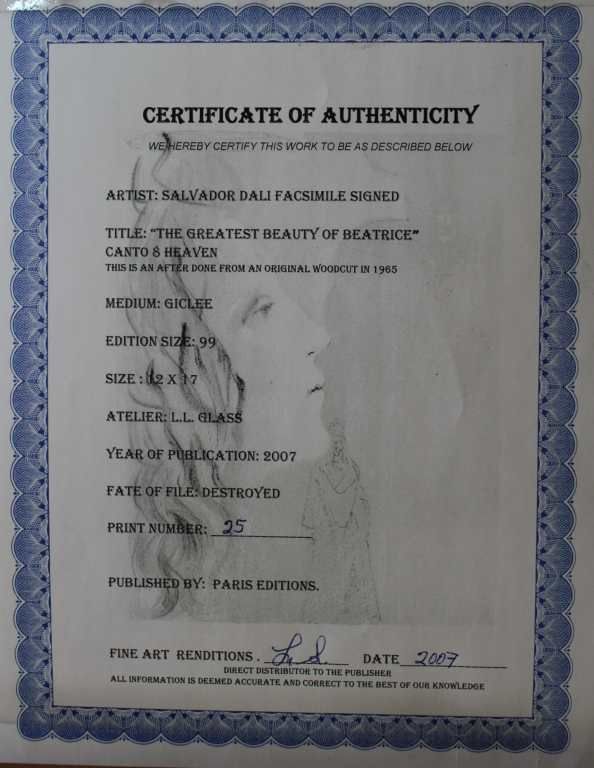 CERTIFICATE OF AUTHENTICITY
WE HEREBY CERTIFY THIS WORK TO BE AS DESCRIBED BELOW
ARTIST: SALVADOR DALI FACSIMILE SIGNED
TITLE: "THE GREATEST BEAUTY OF BEATRICE"
CANTO 8 HEAVEN
THIS IS AN AFTER DONE FROM AN ORIGINAL WOODCUT IN 1965
MEDIUM: GICLEE
EDITION SIZE: 99
SIZE : 12 X 17
ATELIER: L.L. GLASS
YEAR OF PUBLICATION: 2007
FATE OF FILE: DESTROYED
PRINT NUMBER: 25
PUBLISHED BY: PARIS EDITIONS.
FINE ART RENDITIONS . DATE 2007
DIRECT DISTRIBUTOR TO THE PUBLISHER
ALL INFORMATION IS DEEMED ACCURATE AND CORRECT TO THE BEST OF OUR KNOWLEDGE